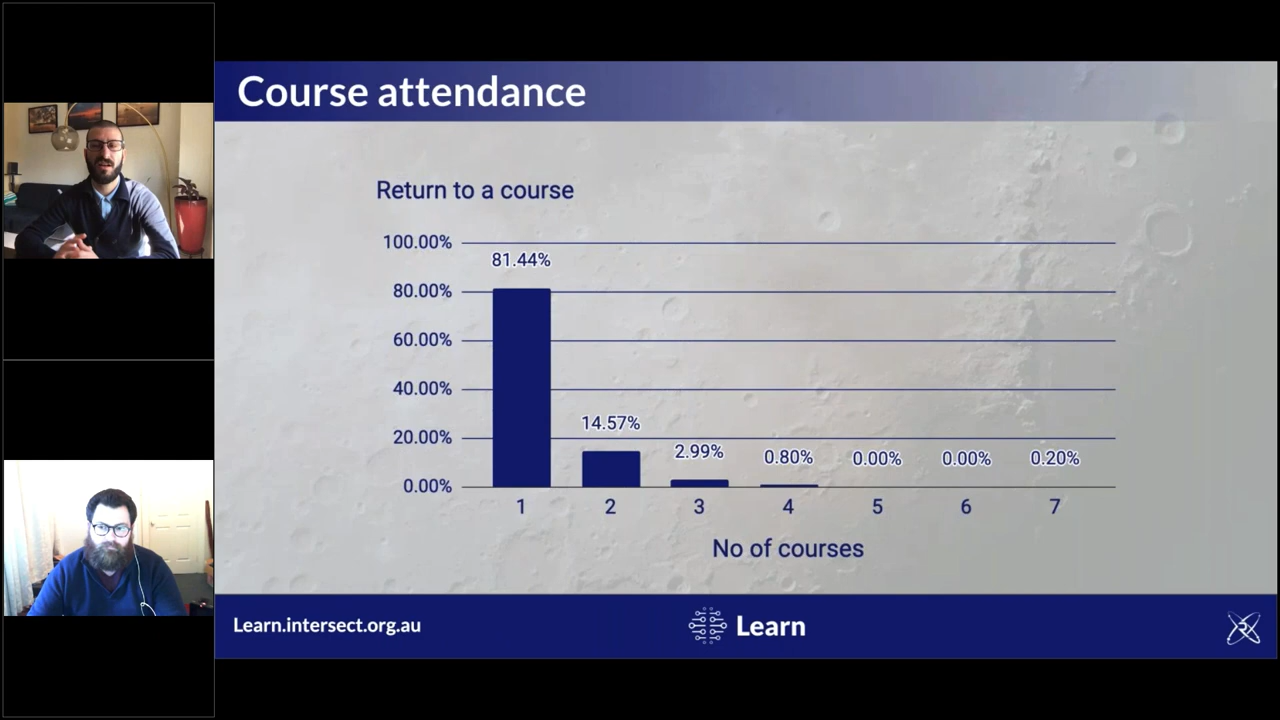 Course attendance
Return to a course
100.00%
81.44%
80.00%
60.00%
40.00%
14.57%
20.00%
2.99%
0.80%
0.00%
0.00%
0.20%
0.00%
1 2 3 4 5 6 7
No of courses
Learn.intersect.org.au
Learn